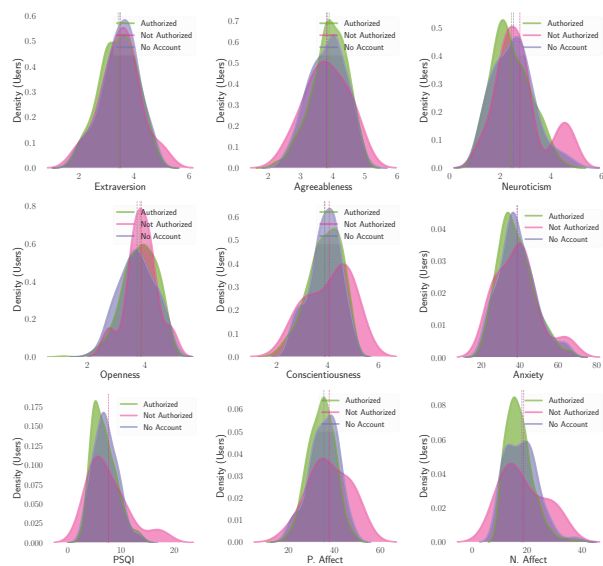 0.6
0.5
0.4
0.3
0.2
0.1
0.0
Density (Users)
Authorized
Not Authorized
No Account
2 4 6
Extraversion
0.7
0.6
0.5
0.4
0.3
0.2
0.1
0.0
Density (Users)
Authorized
Not Authorized
No Account
2 3 4 5 6
Agreeableness
0.5
0.4
0.3
0.2
0.1
0.0
Density (Users)
Authorized
Not Authorized
No Account
0 2 4 6
Neuroticism
0.8
0.6
0.4
0.2
0.0
Density (Users)
Authorized
Not Authorized
No Account
2 4
Openness
0.6
0.5
0.4
0.3
0.2
0.1
0.0
Density (Users)
Authorized
Not Authorized
No Account
2 4 6
Conscientiousness
0.04
0.03
0.02
0.01
0.00
Density (Users)
Authorized
Not Authorized
No Account
20 40 60 80
Anxiety
0.175
0.150
0.125
0.100
0.075
0.050
0.025
0.000
Density (Users)
Authorized
Not Authorized
No Account
0 10 20
PSQI
0.06
0.05
0.04
0.03
0.02
0.01
0.00
Density (Users)
Authorized
Not Authorized
No Account
20 40 60
P. Affect
0.08
0.06
0.04
0.02
0.00
Density (Users)
Authorized
Not Authorized
No Account
0 20 40
N. Affect